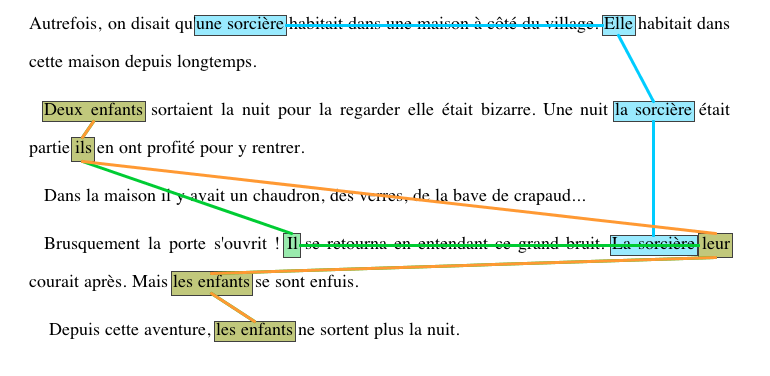 Autrefois, on disait qu une sorcière habitait dans une maison à côté du village. Elle habitait dans
cette maison depuis longtemps.
Deux enfants sortaient la nuit pour la regarder elle était bizarre. Une nuit la sorcière était
partie ils en ont profité pour y rentrer.
Dans la maison il y avait un chaudron, des verres, de la bave de crapaud...
Brusquement la porte s'ouvrit ! Il se retourna en entendant ce grand bruit. La sorcière leur
courait après. Mais les enfants se sont enfuis.
Depuis cette aventure, les enfants ne sortent plus la nuit.